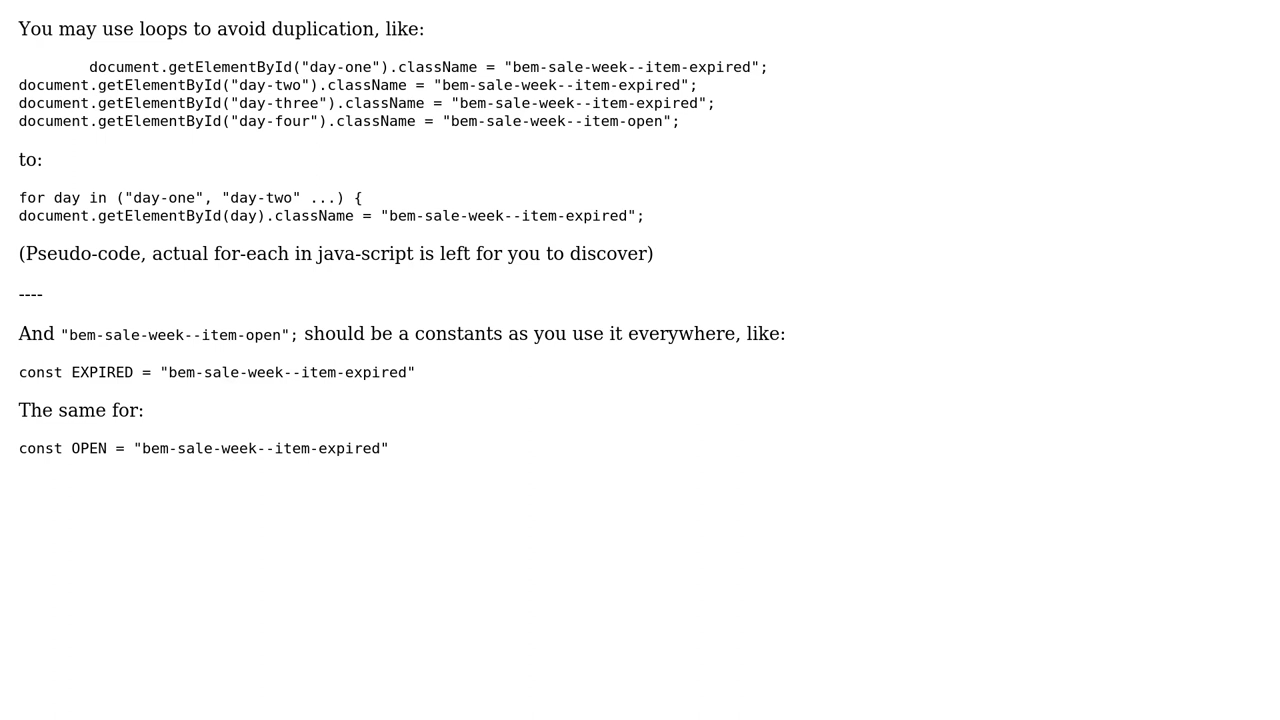 You may use loops to avoid duplication, like:
document.getElementById("day-one").className = "bem-sale-week--item-expired";
document.getElementById("day-two").className = "bem-sale-week--item-expired";
document.getElementById("day-three").className = "bem-sale-week--item-expired";
document.getElementById("day-four").className = "bem-sale-week--item-open";
to:
for day in ("day-one", "day-two" ...) {
document.getElementById(day).className = "bem-sale-week--item-expired";
(Pseudo-code, actual for-each in java-script is left for you to discover)
----
And "bem-sale-week--item-open"; should be a constants as you use it everywhere, like:
const EXPIRED = "bem-sale-week--item-expired"
The same for:
const OPEN = "bem-sale-week--item-expired"